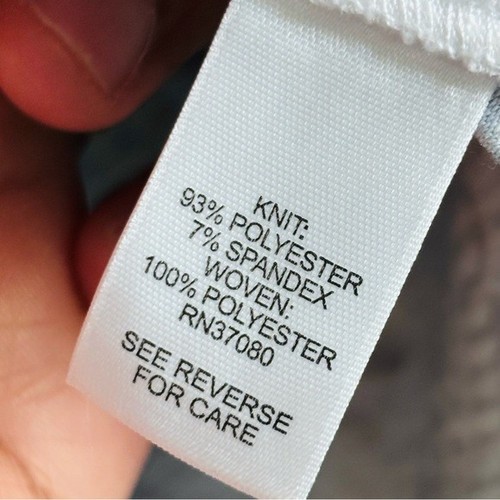 KNIT:
93% POLYESTER
7% SPANDEX
WOVEN:
100% POLYESTER
RN37080
SEE REVERSE
FOR CARE